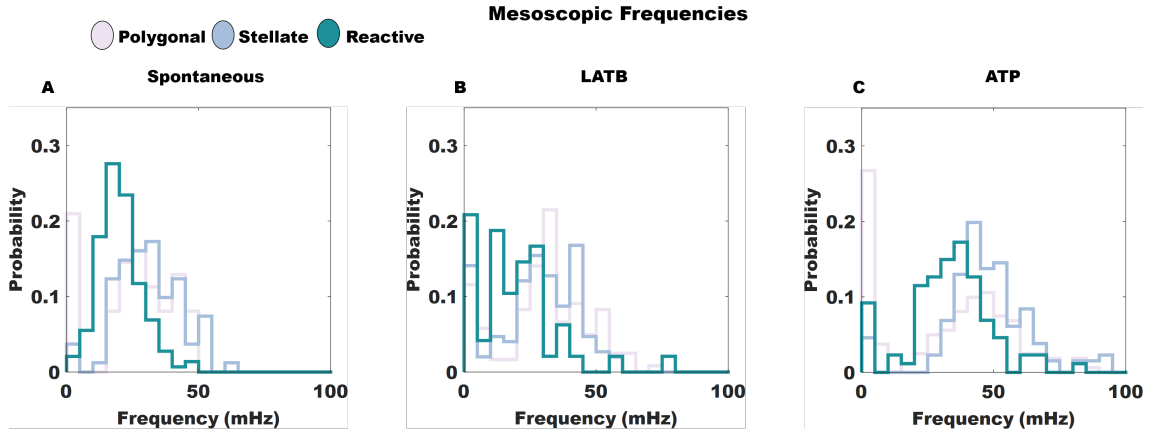 Mesoscopic Frequencies
Polygonal Stellate Reactive
A Spontaneous
B LATB
C ATP
Probability
0.3
0.2
0.1
0
0 50 100
Frequency (mHz)
Probability
0.3
0.2
0.1
0
0 50 100
Frequency (mHz)
Probability
0.3
0.2
0.1
0
0 50 100
Frequency (mHz)